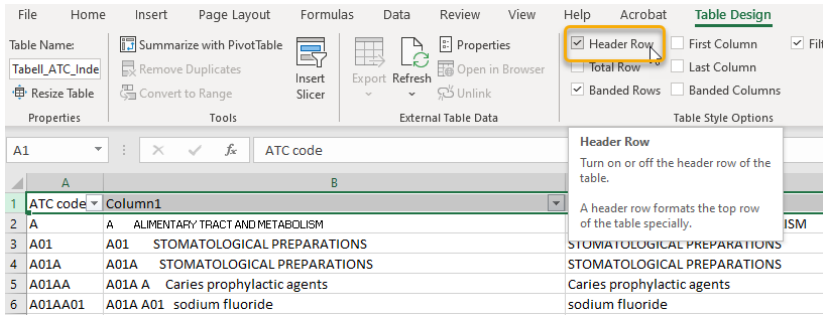 File Home Insert Page Layout Formulas Data Review View Help Acrobat Table Design
Table Name: Summarize with PivotTable Properties Header Row First Column Filt
Tabell_ATC_Inde Remove Duplicates Insert Slicer Export Refresh Open in Browser Total Row Last Column
Resize Table Convert to Range Unlink Banded Rows Banded Columns
Properties Tools External Table Data Table Style Options
A1 fx ATC code
Header Row
Turn on or off the header row of the
table.
A header row formats the top row
of the table specially.
A B
1 ATC code Column1
2 A A ALIMENTARY TRACT AND METABOLISM ISM
3 A01 A01 STOMATOLOGICAL PREPARATIONS STOMATOLOGICAL PREPARATIONS
4 A01A A01A STOMATOLOGICAL PREPARATIONS STOMATOLOGICAL PREPARATIONS
5 A01AA A01A A Caries prophylactic agents Caries prophylactic agents
6 A01AA01 A01A A01 sodium fluoride sodium fluoride